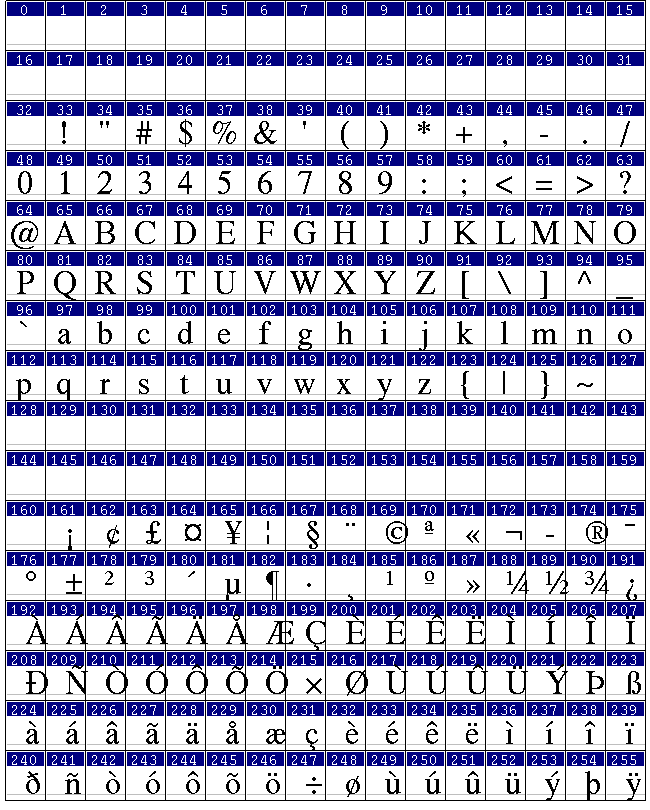 0 1 2 3 4 5 6 7 8 9 10 11 12 13 14 15
16 17 18 19 20 21 22 23 24 25 26 27 28 29 30 31
32 33 34 35 36 37 38 39 40 41 42 43 44 45 46 47
! " # $ % & ' ( ) * + , - . /
48 49 50 51 52 53 54 55 56 57 58 59 60 61 62 63
0 1 2 3 4 5 6 7 8 9 : ; < = > ?
64 65 66 67 68 69 70 71 72 73 74 75 76 77 78 79
@ A B C D E F G H I J K L M N O
80 81 82 83 84 85 86 87 88 89 90 91 92 93 94 95
P Q R S T U V W X Y Z [ \ ] ^ _
96 97 98 99 100 101 102 103 104 105 106 107 108 109 110 111
` a b c d e f g h i j k l m n o
112 113 114 115 116 117 118 119 120 121 122 123 124 125 126 127
p q r s t u v w x y z { | } ~
128 129 130 131 132 133 134 135 136 137 138 139 140 141 142 143
144 145 146 147 148 149 150 151 152 153 154 155 156 157 158 159
160 161 162 163 164 165 166 167 168 169 170 171 172 173 174 175
¡ ¢ £ ¤ ¥ ¦ § ¨ © ª « ¬ - ® ¯
176 177 178 179 180 181 182 183 184 185 186 187 188 189 190 191
° ± ² ³ ´ µ ¶ · ¸ ¹ º » ¼ ½ ¾ ¿
192 193 194 195 196 197 198 199 200 201 202 203 204 205 206 207
À Á Â Ã Ä Å Æ Ç È É Ê Ë Ì Í Î Ï
208 209 210 211 212 213 214 215 216 217 218 219 220 221 222 223
Ð Ñ Ò Ó Ô Õ Ö × Ø Ù Ú Û Ü Ý Þ ß
224 225 226 227 228 229 230 231 232 233 234 235 236 237 238 239
à á â ã ä å æ ç è é ê ë ì í î ï
240 241 242 243 244 245 246 247 248 249 250 251 252 253 254 255
ð ñ ò ó ô õ ö ÷ ø ù ú û ü ý þ ÿ